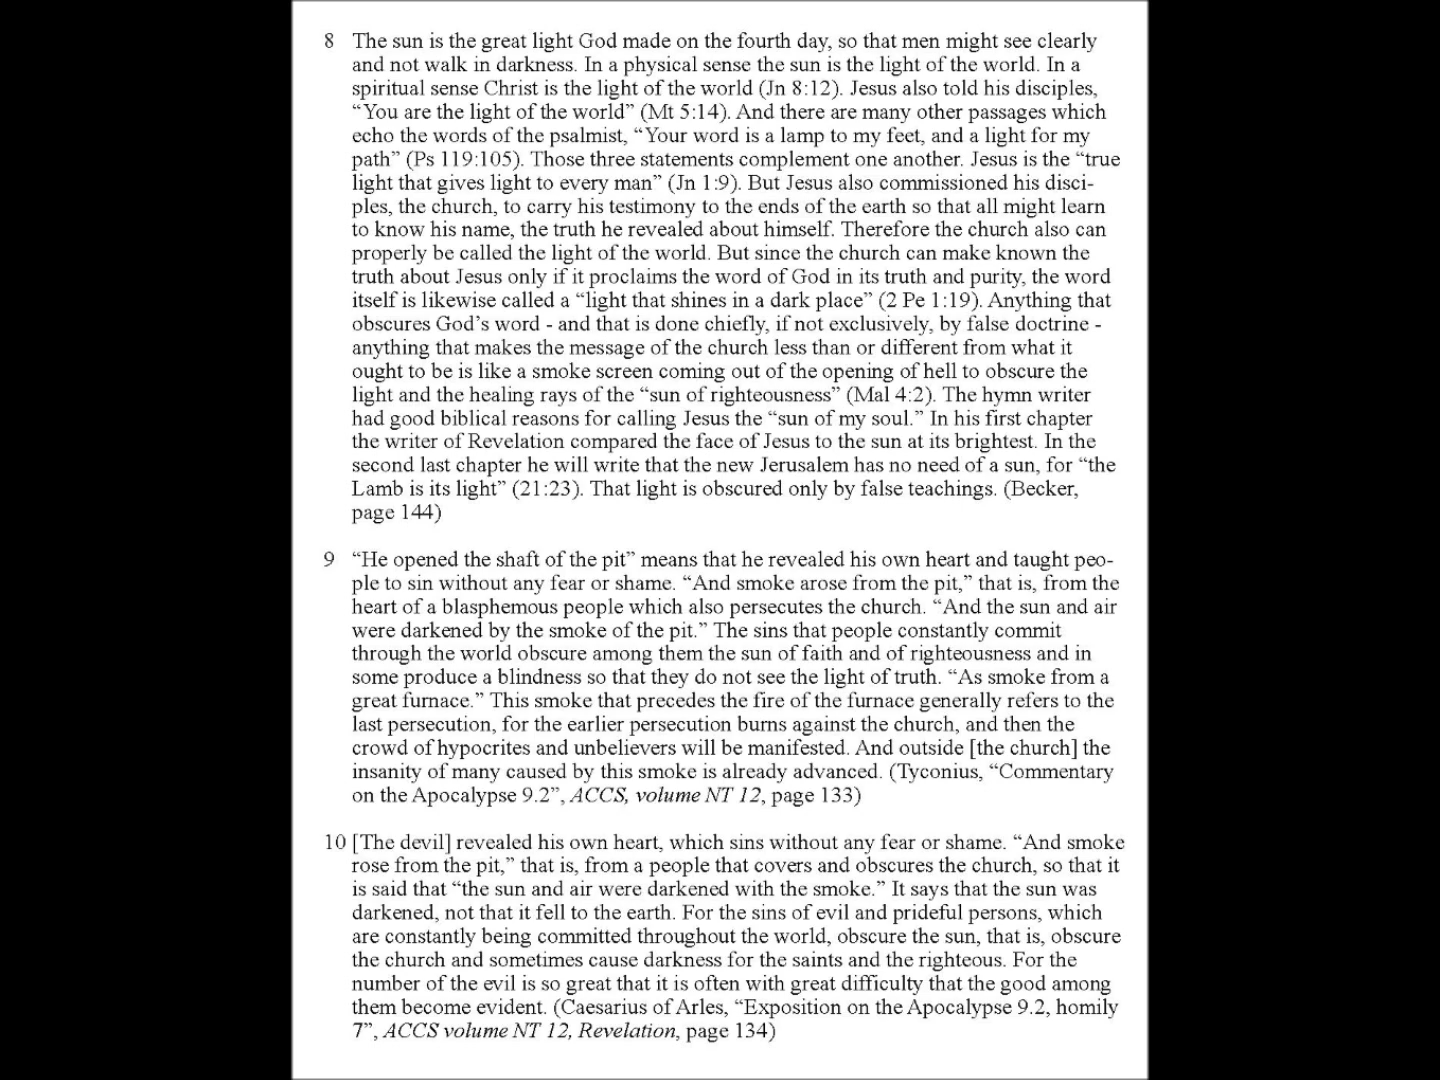 8 The sun is the great light God made on the fourth day, so that men might see clearly
and not walk in darkness. In a physical sense the sun is the light of the world. In a
spiritual sense Christ is the light of the world (Jn 8:12). Jesus also told his disciples,
“You are the light of the world” (Mt 5:14). And there are many other passages which
echo the words of the psalmist, “Your word is a lamp to my feet, and a light for my
path” (Ps 119:105). Those three statements complement one another. Jesus is the “true
light that gives light to every man” (Jn 1:9). But Jesus also commissioned his disci-
ples, the church, to carry his testimony to the ends of the earth so that all might learn
to know his name, the truth he revealed about himself. Therefore the church also can
properly be called the light of the world. But since the church can make known the
truth about Jesus only if it proclaims the word of God in its truth and purity, the word
itself is likewise called a “light that shines in a dark place” (2 Pe 1:19). Anything that
obscures God’s word - and that is done chiefly, if not exclusively, by false doctrine -
anything that makes the message of the church less than or different from what it
ought to be is like a smoke screen coming out of the opening of hell to obscure the
light and the healing rays of the “sun of righteousness” (Mal 4:2). The hymn writer
had good biblical reasons for calling Jesus the “sun of my soul.” In his first chapter
the writer of Revelation compared the face of Jesus to the sun at its brightest. In the
second last chapter he will write that the new Jerusalem has no need of a sun, for “the
Lamb is its light” (21:23). That light is obscured only by false teachings. (Becker,
page 144)
9 “He opened the shaft of the pit” means that he revealed his own heart and taught peo-
ple to sin without any fear or shame. “And smoke arose from the pit,” that is, from the
heart of a blasphemous people which also persecutes the church. “And the sun and air
were darkened by the smoke of the pit.” The sins that people constantly commit
through the world obscure among them the sun of faith and of righteousness and in
some produce a blindness so that they do not see the light of truth. “As smoke from a
great furnace.” This smoke that precedes the fire of the furnace generally refers to the
last persecution, for the earlier persecution burns against the church, and then the
crowd of hypocrites and unbelievers will be manifested. And outside [the church] the
insanity of many caused by this smoke is already advanced. (Tyconius, “Commentary
on the Apocalypse 9.2”, ACCS, volume NT 12, page 133)
10 [The devil] revealed his own heart, which sins without any fear or shame. “And smoke
rose from the pit,” that is, from a people that covers and obscures the church, so that it
is said that “the sun and air were darkened with the smoke.” It says that the sun was
darkened, not that it fell to the earth. For the sins of evil and prideful persons, which
are constantly being committed throughout the world, obscure the sun, that is, obscure
the church and sometimes cause darkness for the saints and the righteous. For the
number of the evil is so great that it is often with great difficulty that the good among
them become evident. (Caesarius of Arles, “Exposition on the Apocalypse 9.2, homily
7”, ACCS volume NT 12, Revelation, page 134)